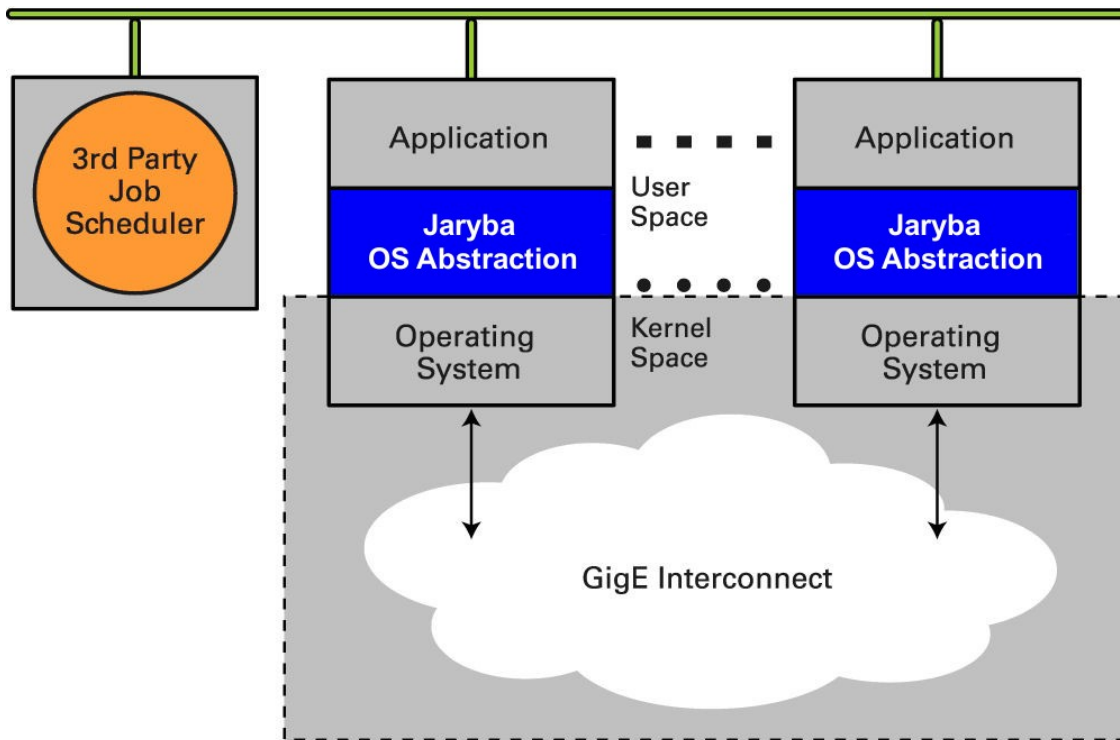 3rd Party
Job
Scheduler
Application
Jaryba
OS Abstraction
Operating
System
User
Space
Kernel
Space
Application
Jaryba
OS Abstraction
Operating
System
GigE Interconnect